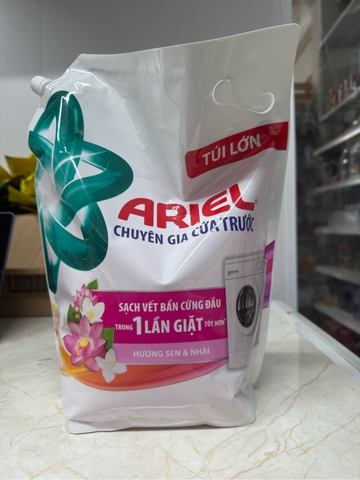 TÚI LỚN
ARIEL
CHUYÊN GIA CỬA TRƯỚC
SẠCH VẾT BẨN CỨNG ĐẦU
TRONG 1 LẦN GIẶT TỐT HƠN*
HƯƠNG SEN & NHÀI